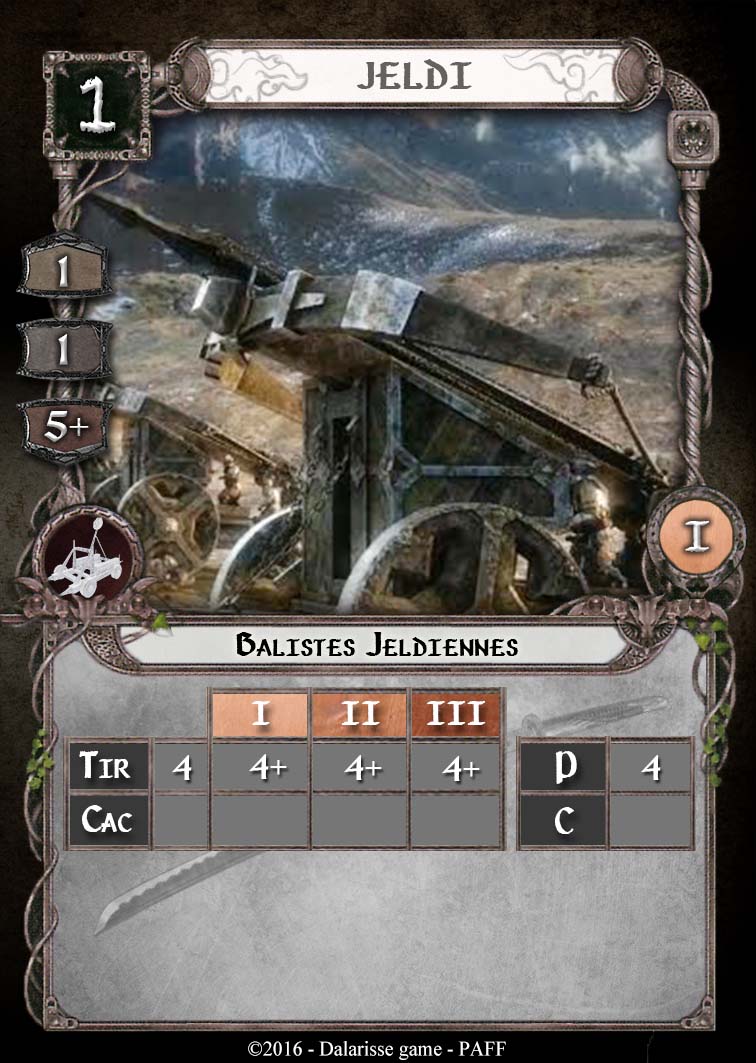 1
JELDI
1
1
5+
I
BALISTES JELDIENNES
I II III
TIR 4 4+ 4+ 4+ P 4
CAC C
©2016 - Dalarisse game - PAFF